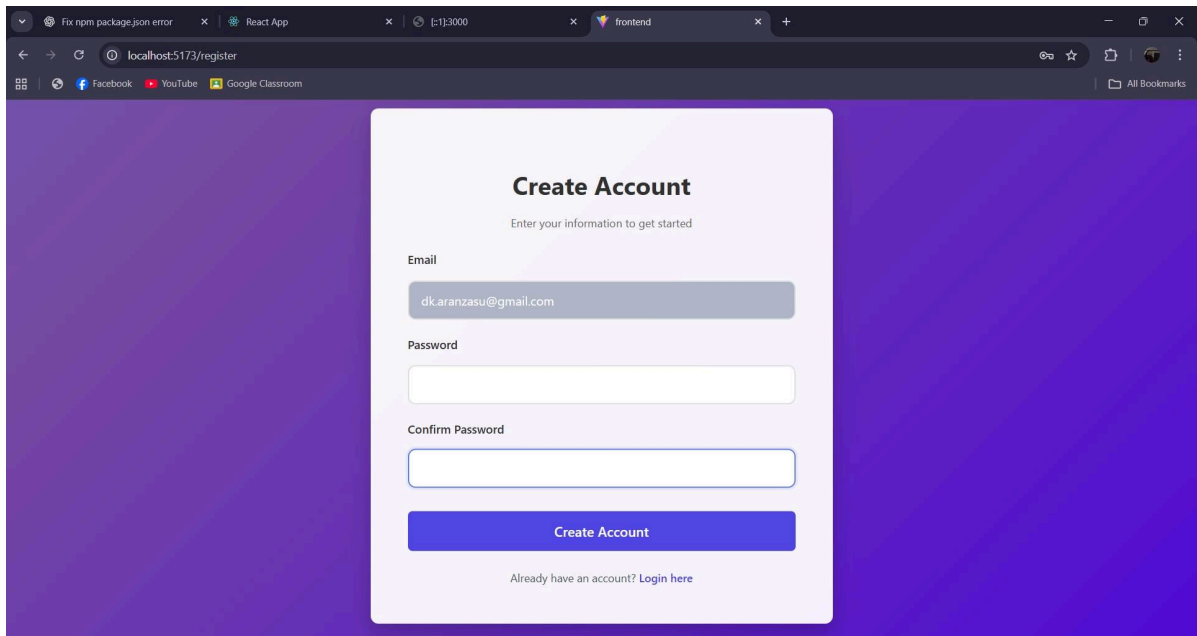 Fix npm package.json error
React App
[::1]:3000
frontend
localhost:5173/register
Facebook
YouTube
Google Classroom
All Bookmarks
Create Account
Enter your information to get started
Email
dk.aranzasu@gmail.com
Password
Confirm Password
Create Account
Already have an account? Login here